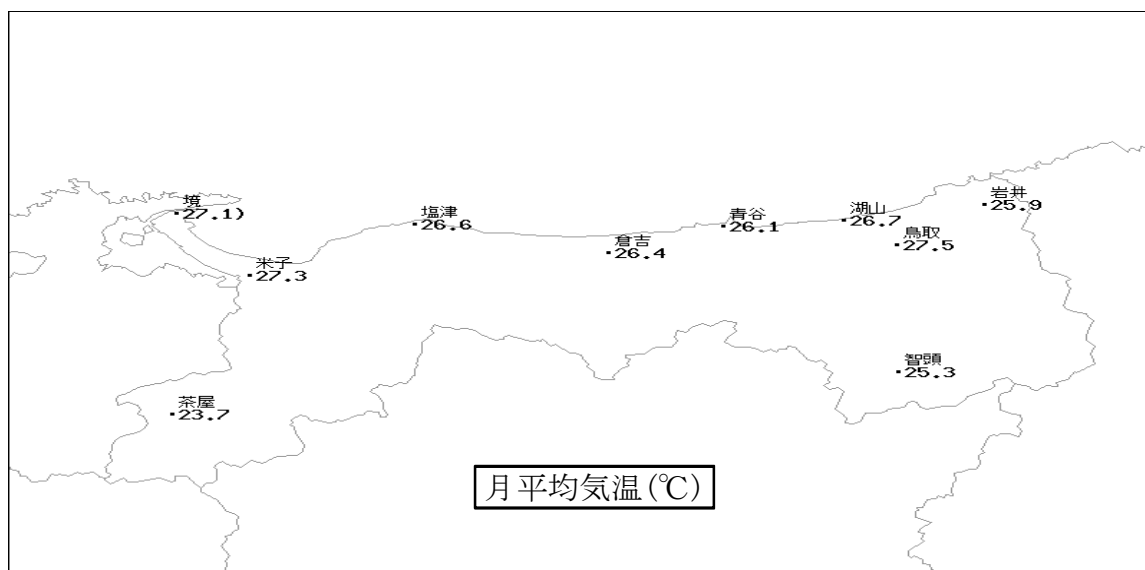 境
・27.1)
塩津
・26.6
倉吉
・26.4
青谷
・26.1
湖山
・26.7
鳥取
・27.5
岩井
・25.9
米子
・27.3
智頭
・25.3
茶屋
・23.7
月平均気温(℃)